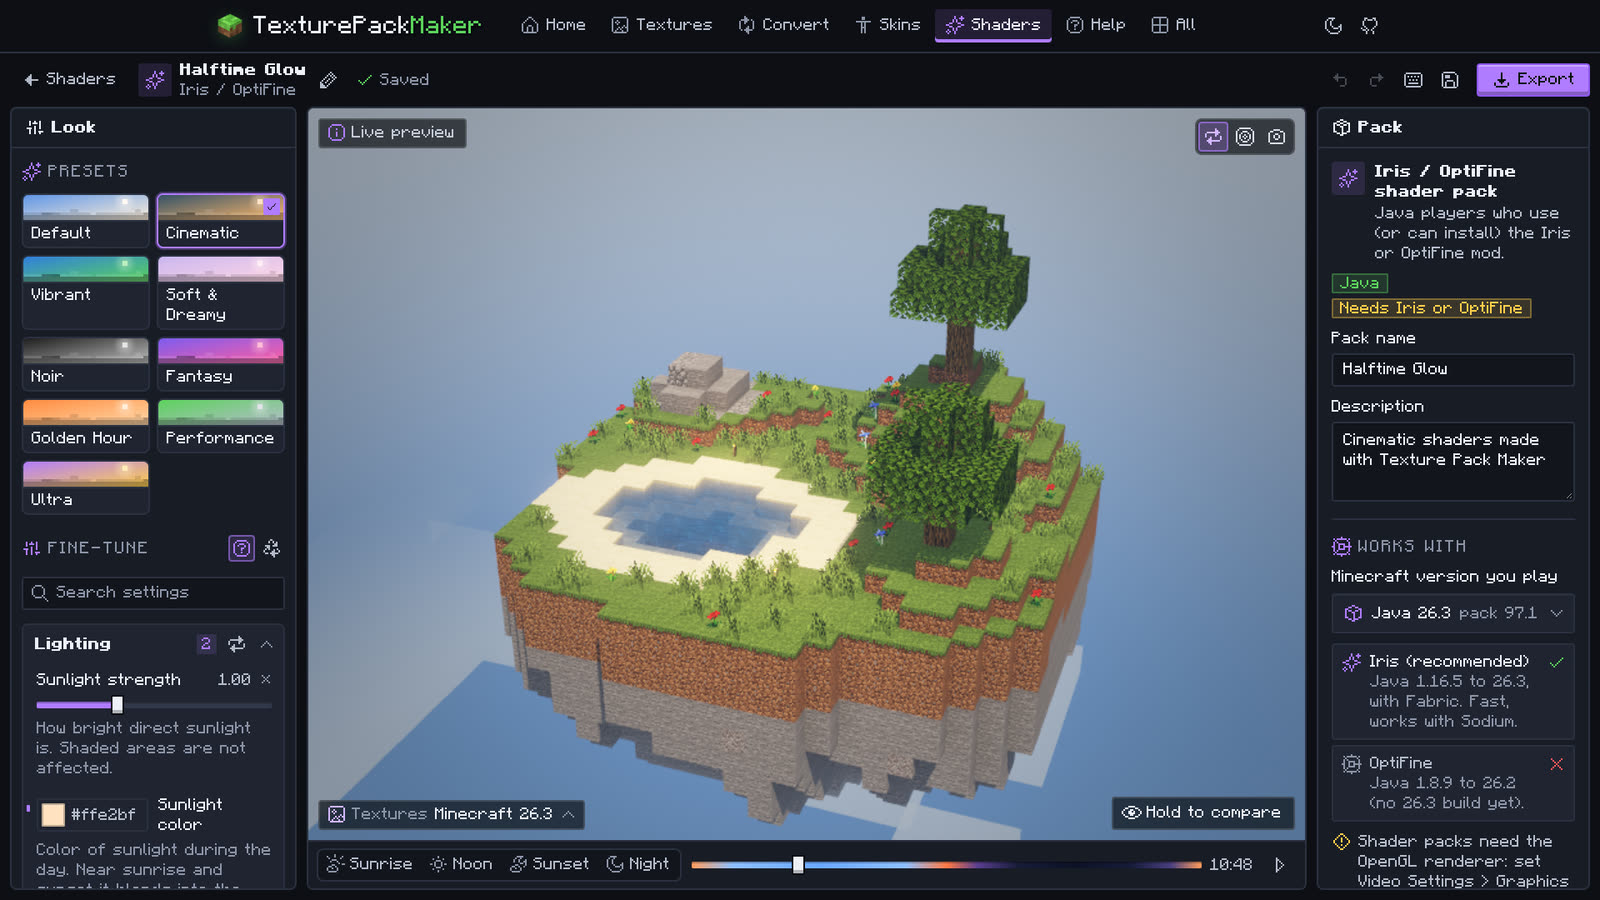 TexturePackMaker
Home
Textures
Convert
Skins
Shaders
Help
All
Shaders
Halftime Glow
Iris / OptiFine
Saved
Export
Look
PRESETS
Default
Cinematic
Vibrant
Soft &
Dreamy
Noir
Fantasy
Golden Hour
Performance
Ultra
FINE-TUNE
Search settings
Lighting
2
Sunlight strength
1.00
How bright direct sunlight
is. Shaded areas are not
affected.
#ffe2bf
Sunlight
color
Color of sunlight during the
day. Near sunrise and
sunset it blends into the
Live preview
Textures Minecraft 26.3
Hold to compare
Sunrise
Noon
Sunset
Night
10:48
Pack
Iris / OptiFine
shader pack
Java players who use
(or can install) the Iris
or OptiFine mod.
Java
Needs Iris or OptiFine
Pack name
Halftime Glow
Description
Cinematic shaders made
with Texture Pack Maker
WORKS WITH
Minecraft version you play
Java 26.3 pack 97.1
Iris (recommended)
Java 1.16.5 to 26.3,
with Fabric. Fast,
works with Sodium.
OptiFine
Java 1.8.9 to 26.2
(no 26.3 build yet).
Shader packs need the
OpenGL renderer: set
Video Settings > Graphics